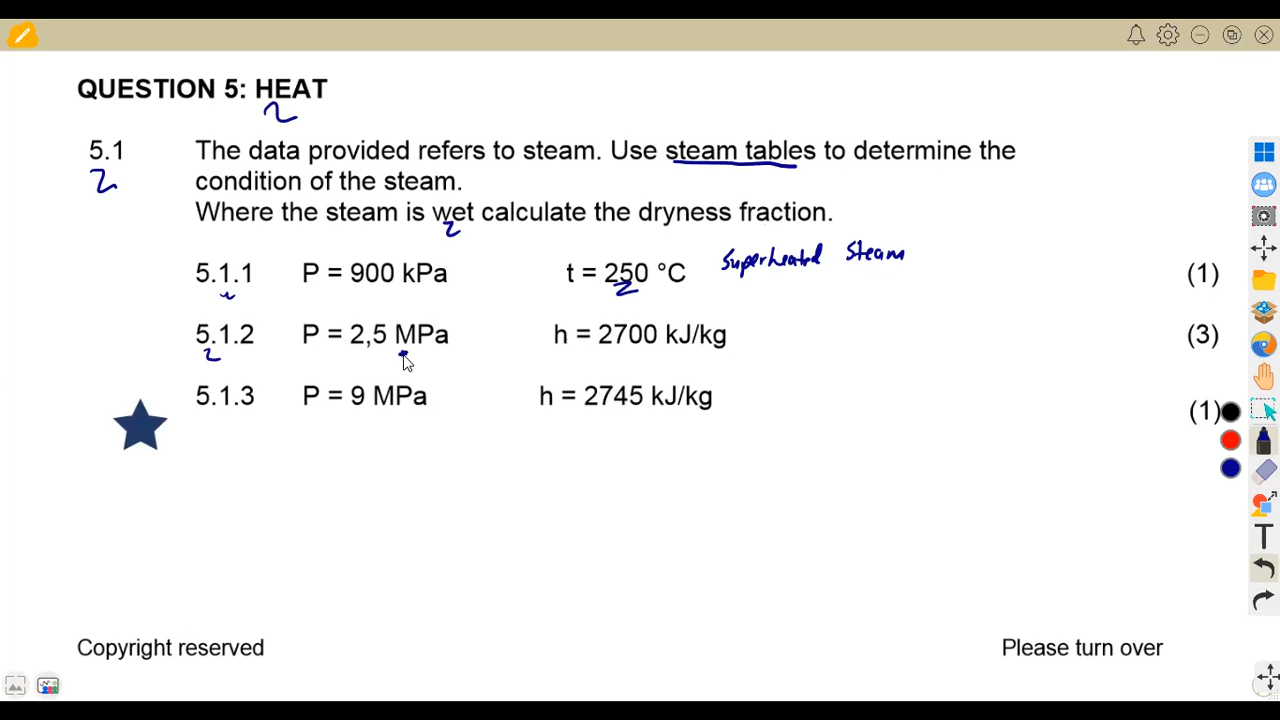 QUESTION 5: HEAT
5.1 The data provided refers to steam. Use steam tables to determine the
condition of the steam.
Where the steam is wet calculate the dryness fraction.
5.1.1 P = 900 kPa t = 250 °C Superheated Steam (1)
5.1.2 P = 2,5 MPa h = 2700 kJ/kg (3)
5.1.3 P = 9 MPa h = 2745 kJ/kg (1)
Copyright reserved Please turn over
T